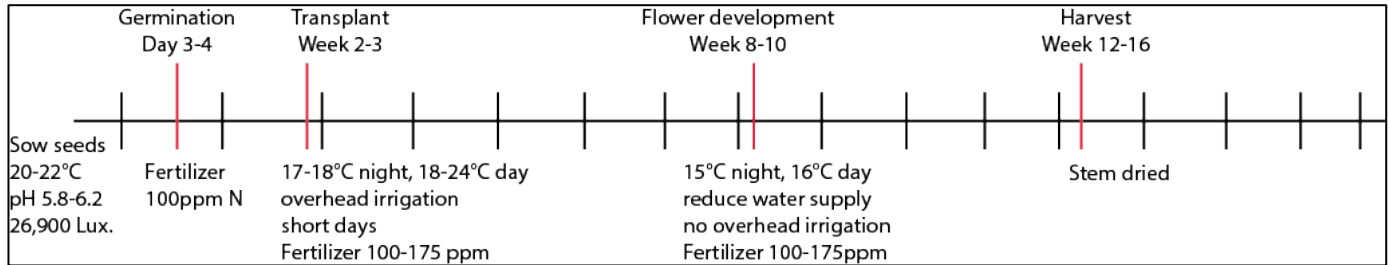 Germination
Day 3-4
Transplant
Week 2-3
Flower development
Week 8-10
Harvest
Week 12-16
Sow seeds
20-22°C
pH 5.8-6.2
26,900 Lux.
Fertilizer
100ppm N
17-18°C night, 18-24°C day
overhead irrigation
short days
Fertilizer 100-175 ppm
15°C night, 16°C day
reduce water supply
no overhead irrigation
Fertilizer 100-175ppm
Stem dried